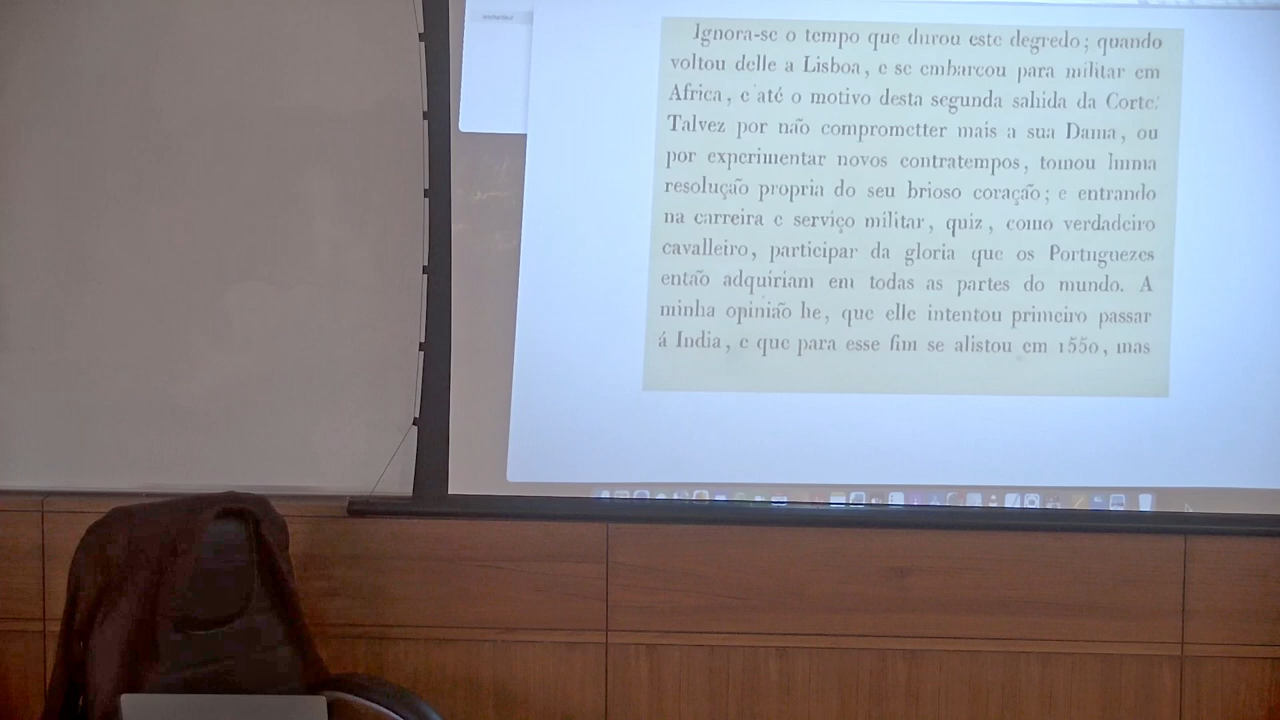 Ignora-se o tempo que durou este degredo; quando
voltou delle a Lisboa, e se embarcou para militar em
Africa, e até o motivo desta segunda sahida da Corte.
Talvez por não comprometter mais a sua Dama, ou
por experimentar novos contratempos, tomou huma
resolução propria do seu brioso coração; e entrando
na carreira e serviço militar, quiz, como verdadeiro
cavalleiro, participar da gloria que os Portuguezes
então adquiriam em todas as partes do mundo. A
minha opinião he, que elle intentou primeiro passar
á India, e que para esse fim se alistou em 1550, mas